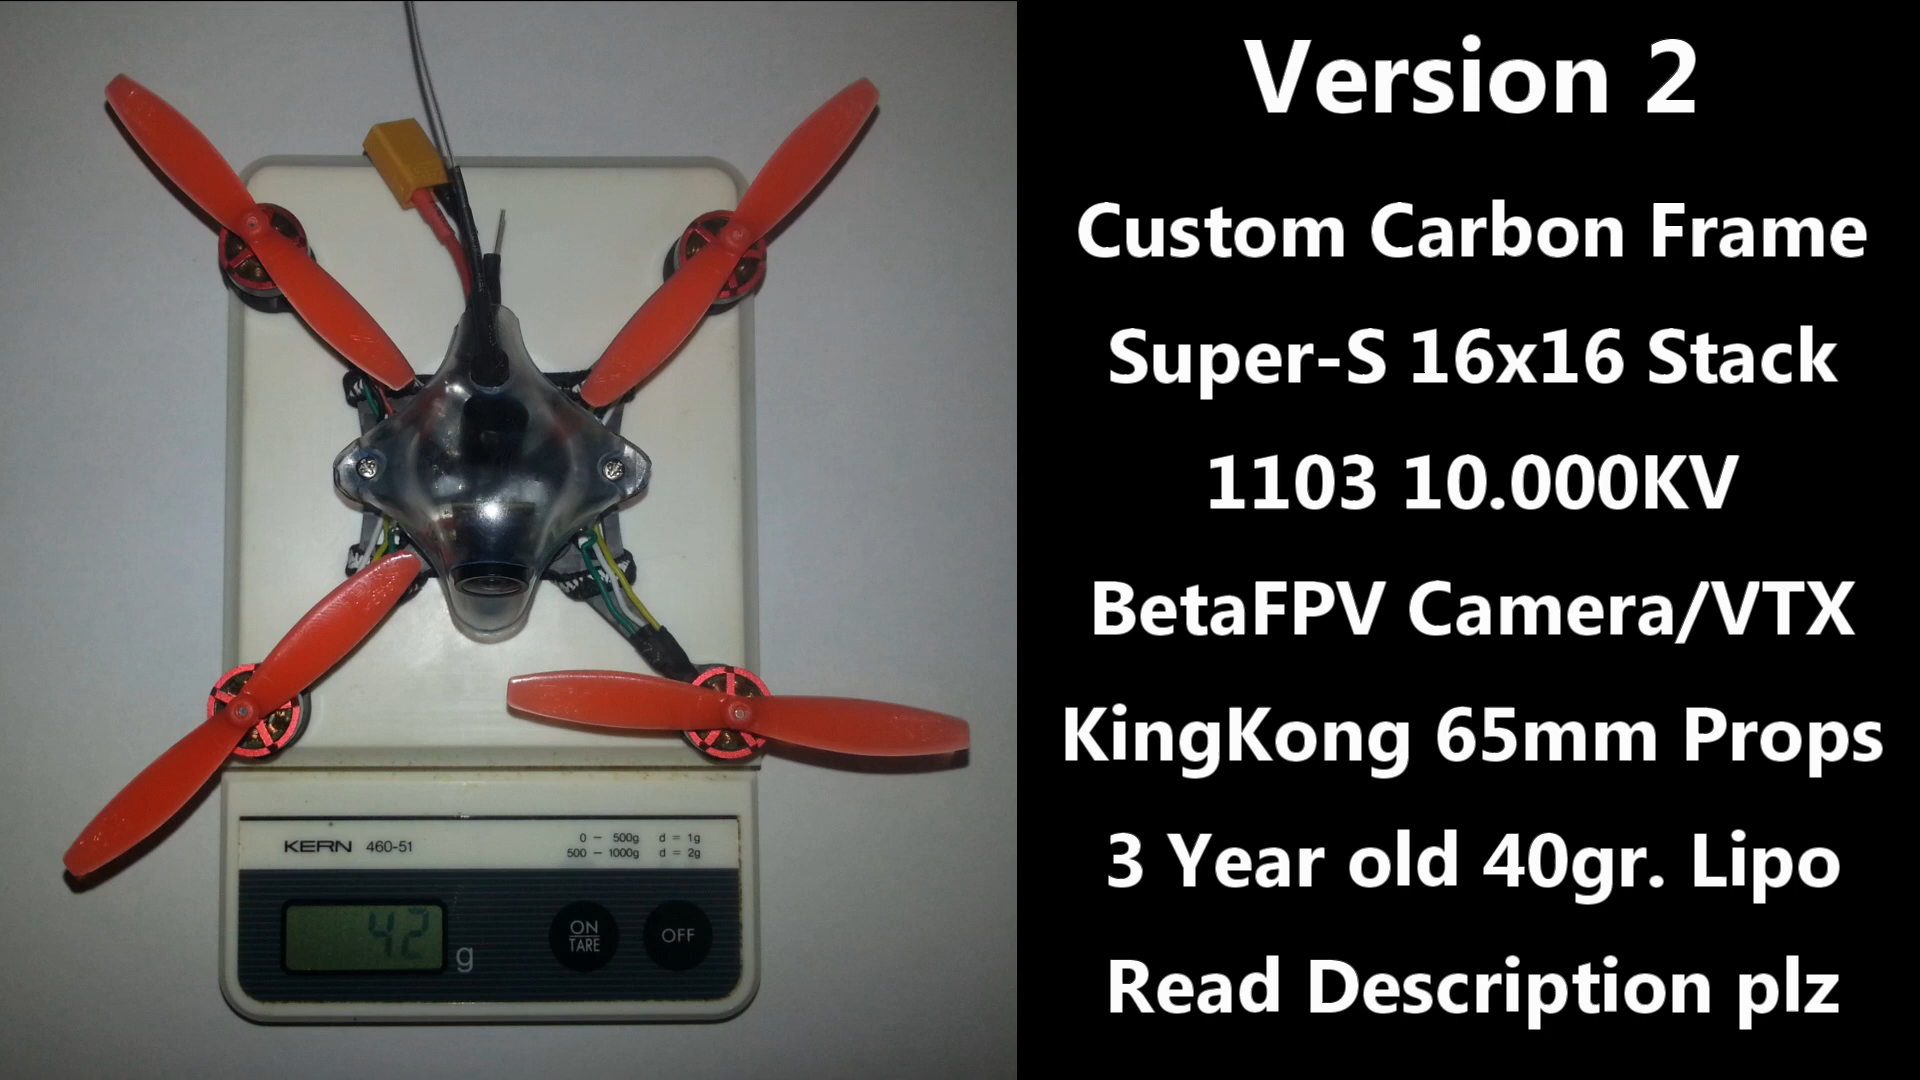 Version 2
Custom Carbon Frame
Super-S 16x16 Stack
1103 10.000KV
BetaFPV Camera/VTX
KingKong 65mm Props
3 Year old 40gr. Lipo
Read Description plz
KERN 460-51
0 – 500g d = 1g
500 – 1000g d = 2g
42 g
ON
TARE
OFF